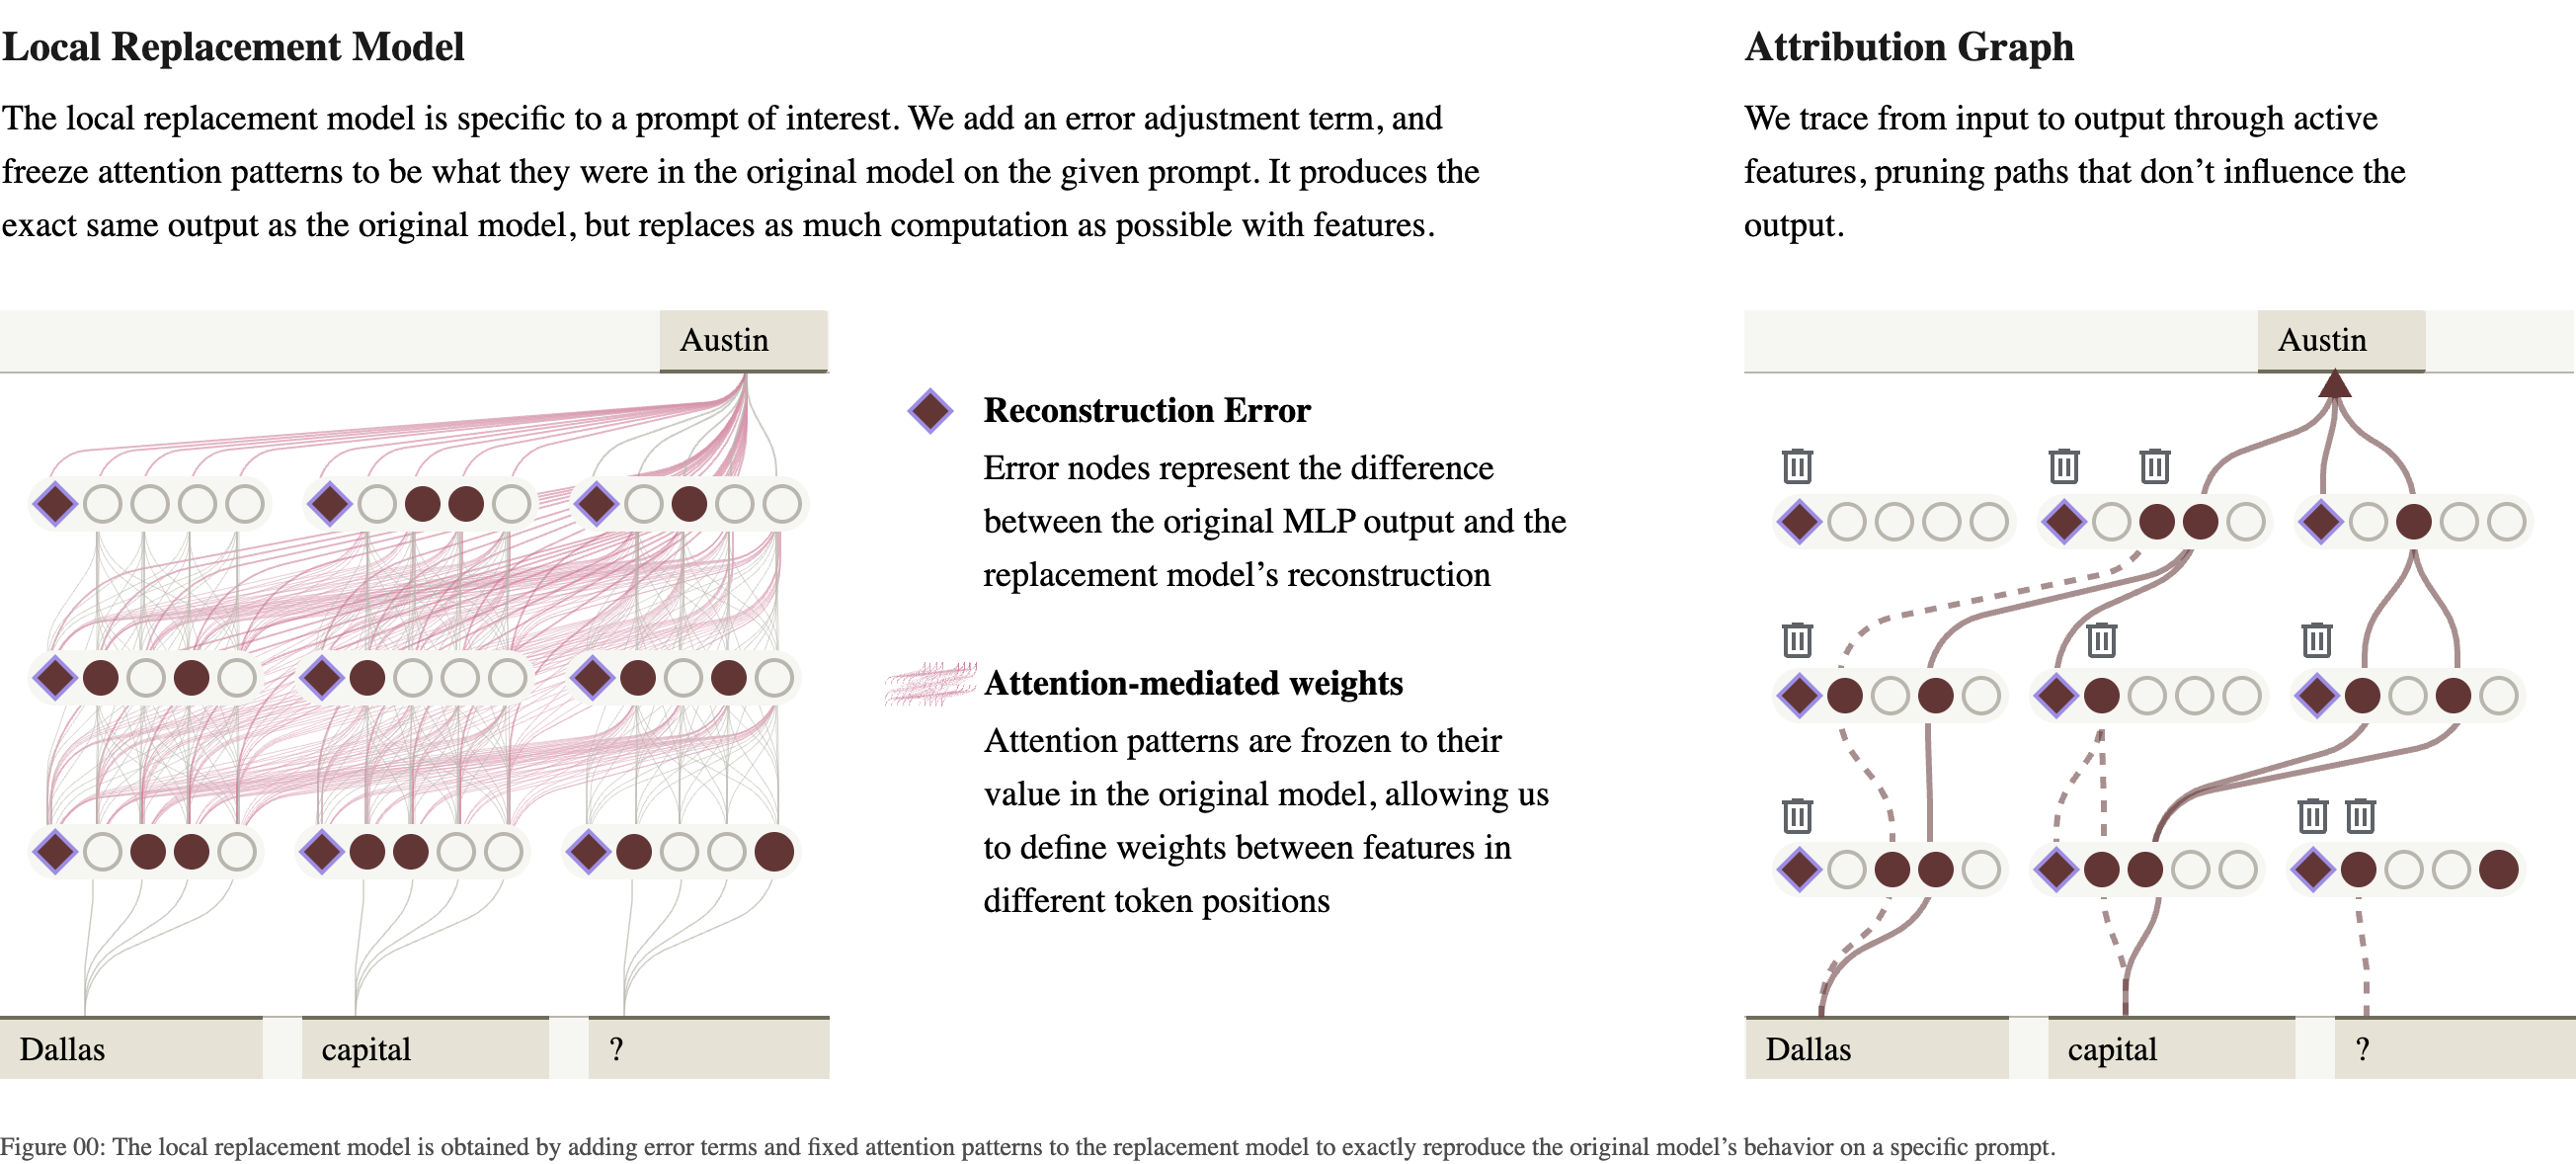 Local Replacement Model
The local replacement model is specific to a prompt of interest. We add an error adjustment term, and
freeze attention patterns to be what they were in the original model on the given prompt. It produces the
exact same output as the original model, but replaces as much computation as possible with features.
Austin
Reconstruction Error
Error nodes represent the difference
between the original MLP output and the
replacement model’s reconstruction
Attention-mediated weights
Attention patterns are frozen to their
value in the original model, allowing us
to define weights between features in
different token positions
Dallas
capital
?
Attribution Graph
We trace from input to output through active
features, pruning paths that don’t influence the
output.
Austin
Dallas
capital
?
Figure 00: The local replacement model is obtained by adding error terms and fixed attention patterns to the replacement model to exactly reproduce the original model’s behavior on a specific prompt.